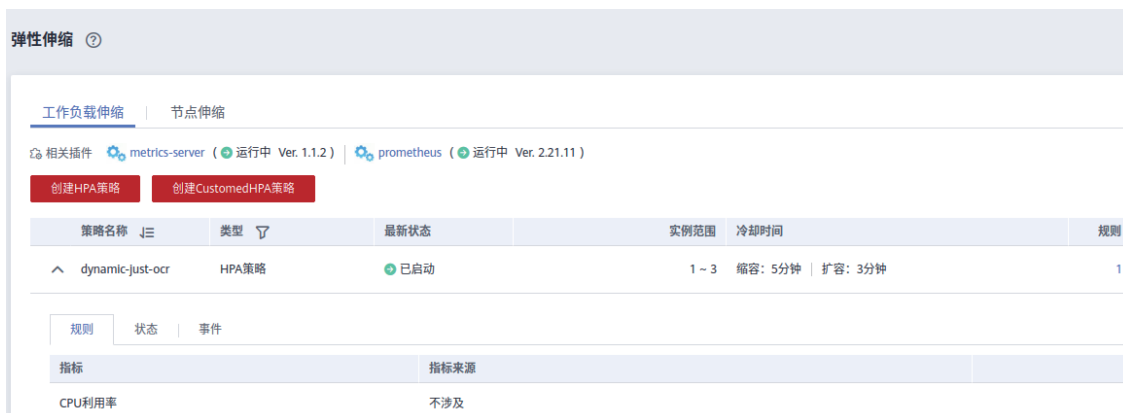 弹性伸缩
工作负载伸缩 节点伸缩
相关插件 metrics-server ( 运行中 Ver. 1.1.2 ) prometheus ( 运行中 Ver. 2.21.11 )
创建HPA策略 创建CustomedHPA策略
策略名称 类型 最新状态 实例范围 冷却时间 规则
dynamic-just-ocr HPA策略 已启动 1 ~ 3 缩容：5分钟 扩容：3分钟 1
规则 状态 事件
指标 指标来源
CPU利用率 不涉及